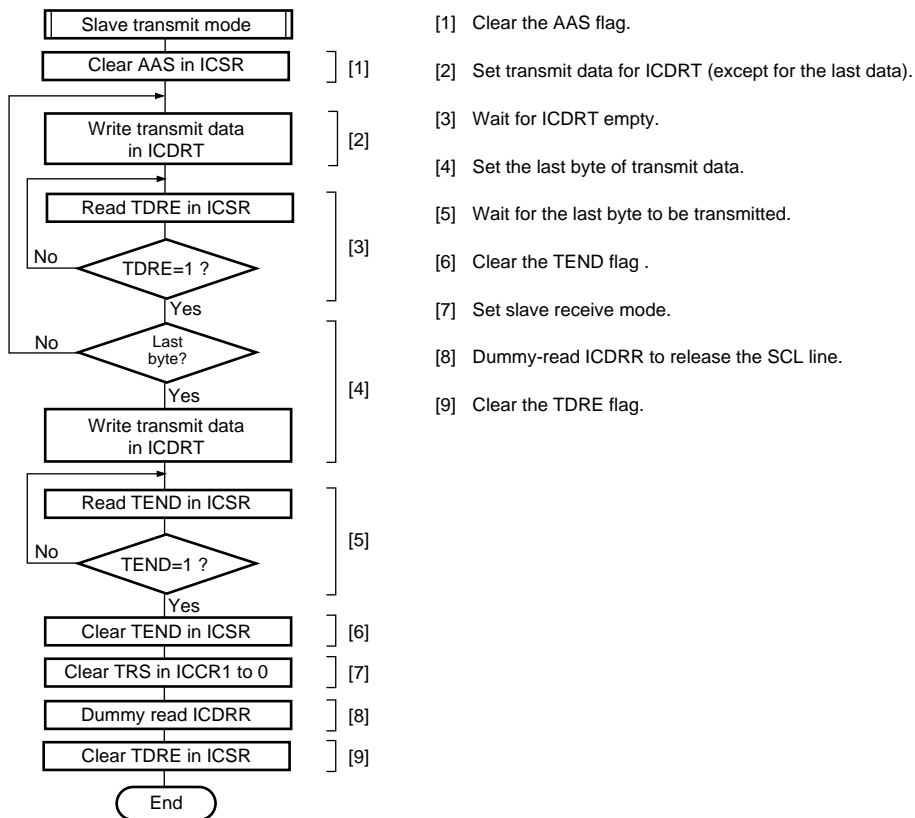 Slave transmit mode
Clear AAS in ICSR
[1]
Write transmit data
in ICDRT
[2]
Read TDRE in ICSR
[3]
No
TDRE=1 ?
Yes
No
Last
byte?
[4]
Yes
Write transmit data
in ICDRT
Read TEND in ICSR
[5]
No
TEND=1 ?
Yes
Clear TEND in ICSR
[6]
Clear TRS in ICCR1 to 0
[7]
Dummy read ICDRR
[8]
Clear TDRE in ICSR
[9]
End
[1] Clear the AAS flag.
[2] Set transmit data for ICDRT (except for the last data).
[3] Wait for ICDRT empty.
[4] Set the last byte of transmit data.
[5] Wait for the last byte to be transmitted.
[6] Clear the TEND flag .
[7] Set slave receive mode.
[8] Dummy-read ICDRR to release the SCL line.
[9] Clear the TDRE flag.